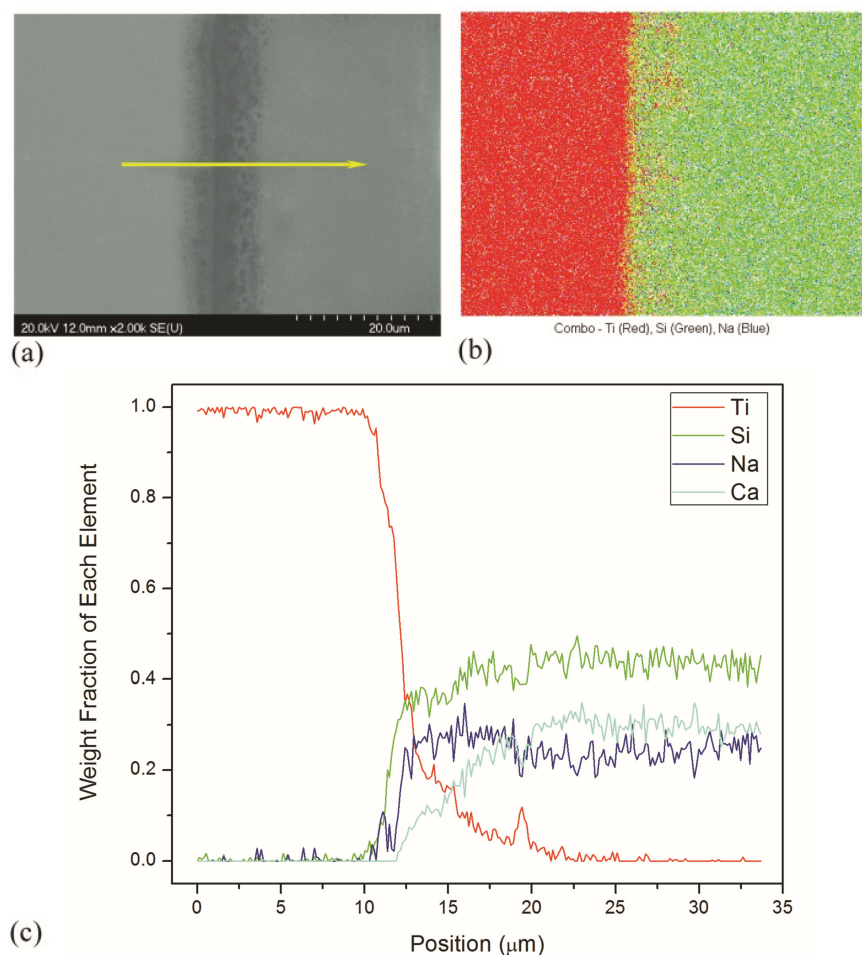 20.0kV 12.0mm x2.00k SE(U)
20.0um
(a)
Combo - Ti (Red), Si (Green), Na (Blue)
(b)
1.0
0.8
0.6
0.4
0.2
0.0
Weight Fraction of Each Element
Ti
Si
Na
Ca
0
5
10
15
20
25
30
35
Position (μm)
(c)